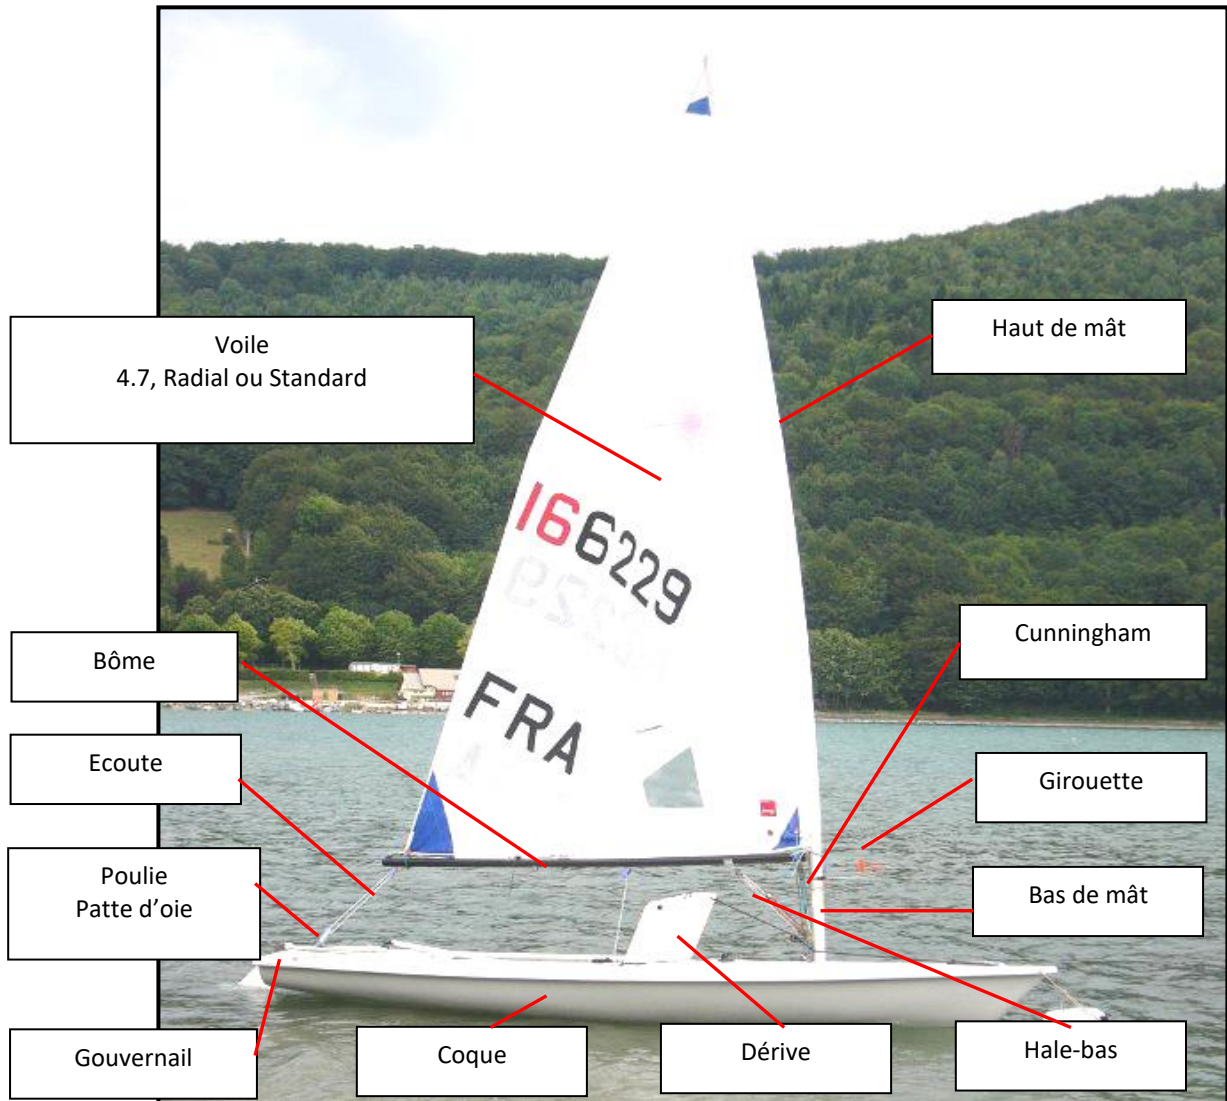 Voile
4.7, Radial ou Standard
Haut de mât
166229
Cunningham
Bôme
FRA
Ecoute
Girouette
Poulie
Patte d'oie
Bas de mât
Gouvernail
Coque
Dérive
Hale-bas